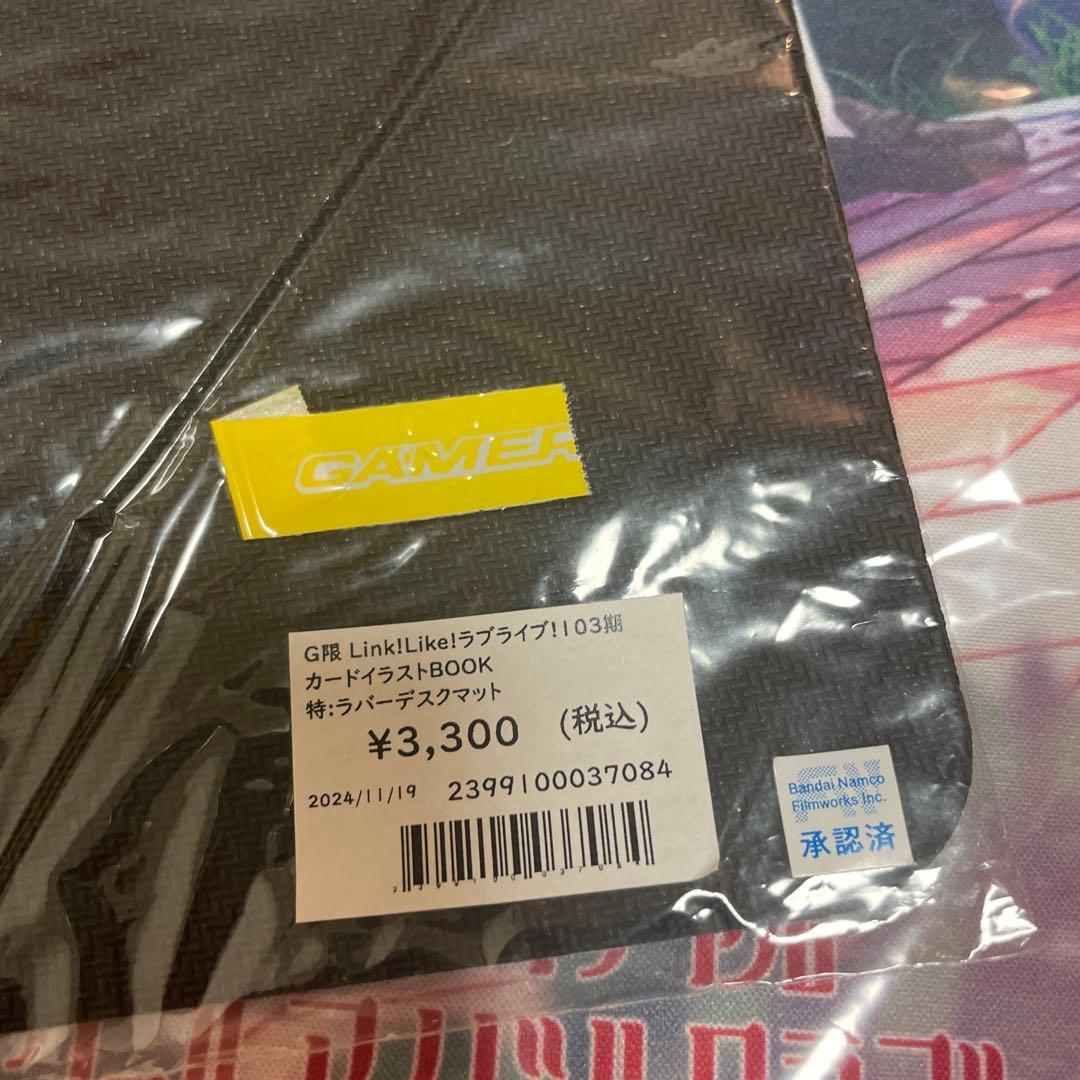 GAMER
G限 Link!Like!ラブライブ!103期
カードイラストBOOK
特:ラバーデスクマット
¥3,300 (税込)
2024/11/19 2399100037084
Bandai Namco
Filmworks Inc.
承認済